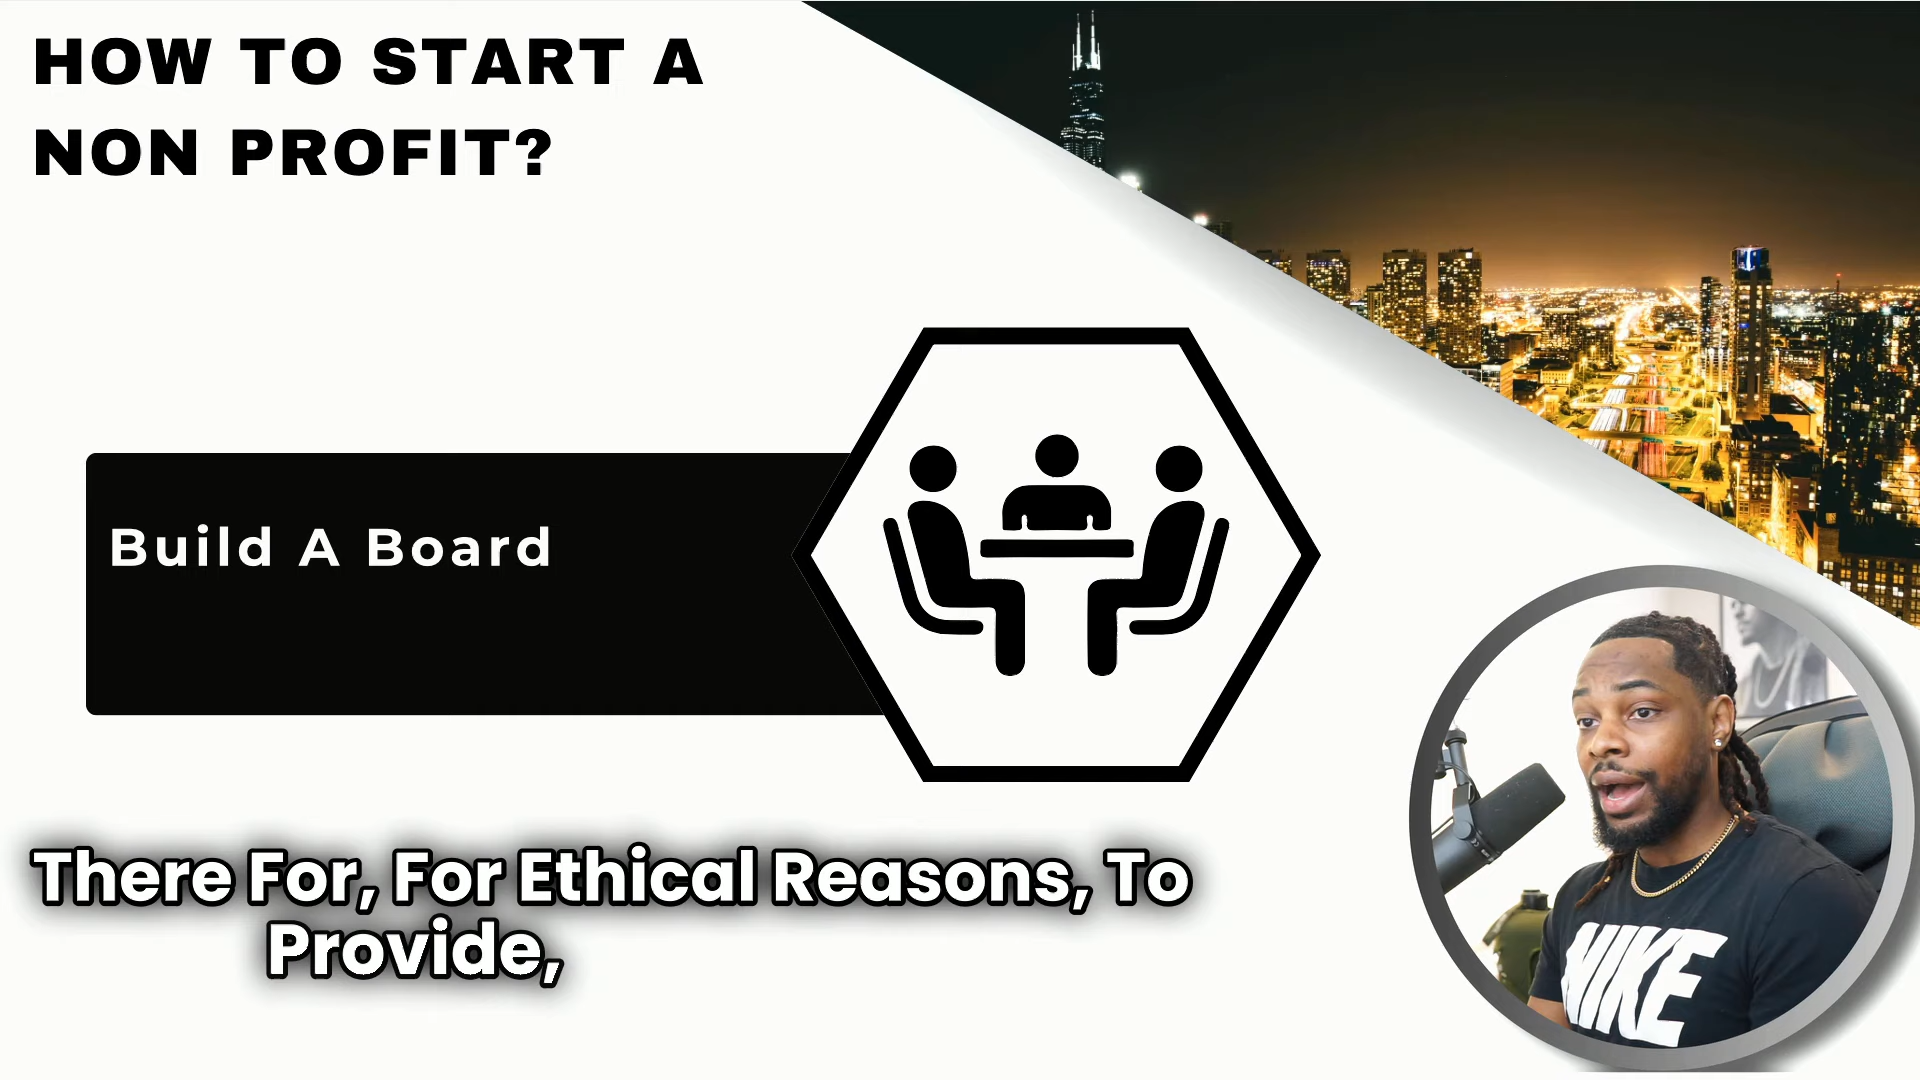 HOW TO START A
NON PROFIT?
Build A Board
There For, For Ethical Reasons, To
Provide,
NIKE